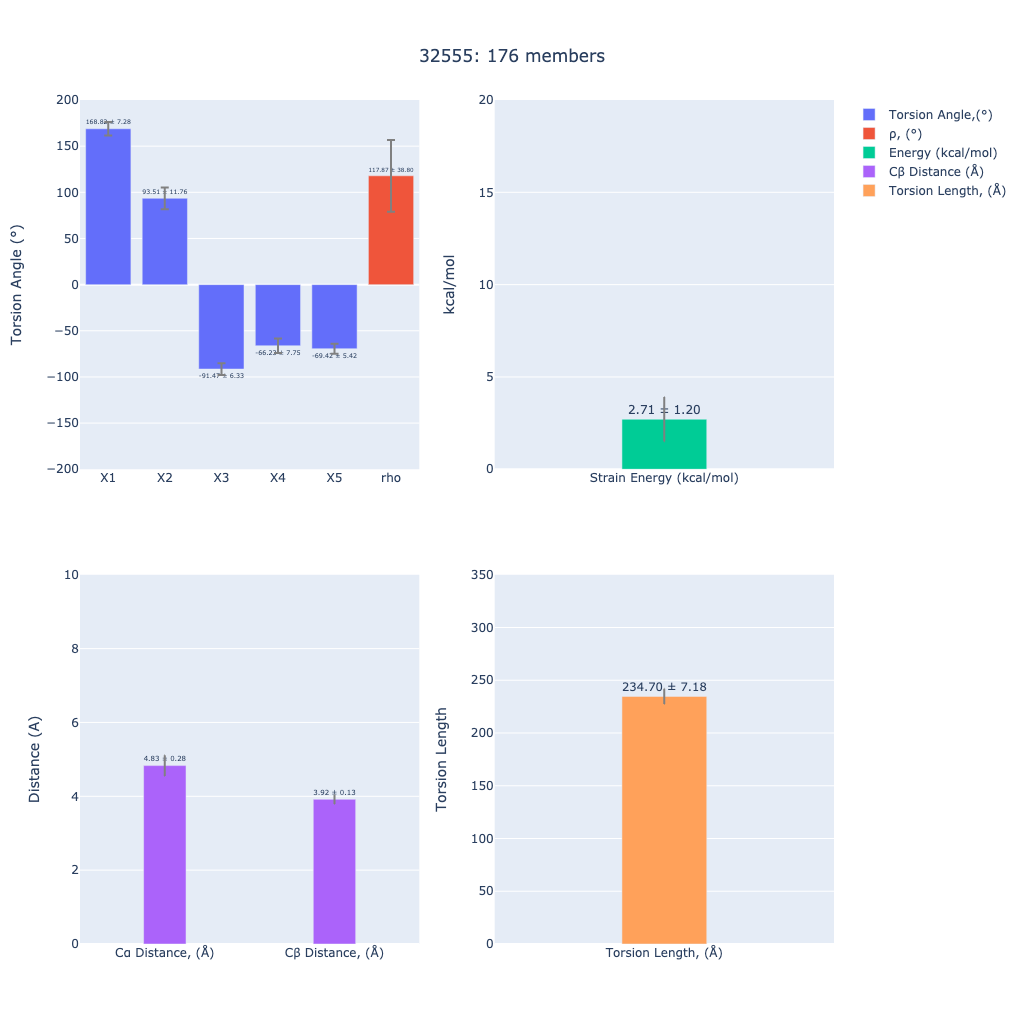 32555: 176 members
Torsion Angle (°)
200
150
100
50
0
−50
−100
−150
−200
168.82 ± 7.28
93.51 ± 11.76
-91.47 ± 6.33
-66.27 ± 7.75
-69.42 ± 5.42
117.87 ± 38.80
X1 X2 X3 X4 X5 rho
kcal/mol
20
15
10
5
0
2.71 ± 1.20
Strain Energy (kcal/mol)
Torsion Angle,(°)
ρ, (°)
Energy (kcal/mol)
Cβ Distance (Å)
Torsion Length, (Å)
Distance (A)
10
8
6
4
2
0
4.83 ± 0.28
3.92 ± 0.13
Cα Distance, (Å) Cβ Distance, (Å)
Torsion Length
350
300
250
200
150
100
50
0
234.70 ± 7.18
Torsion Length, (Å)